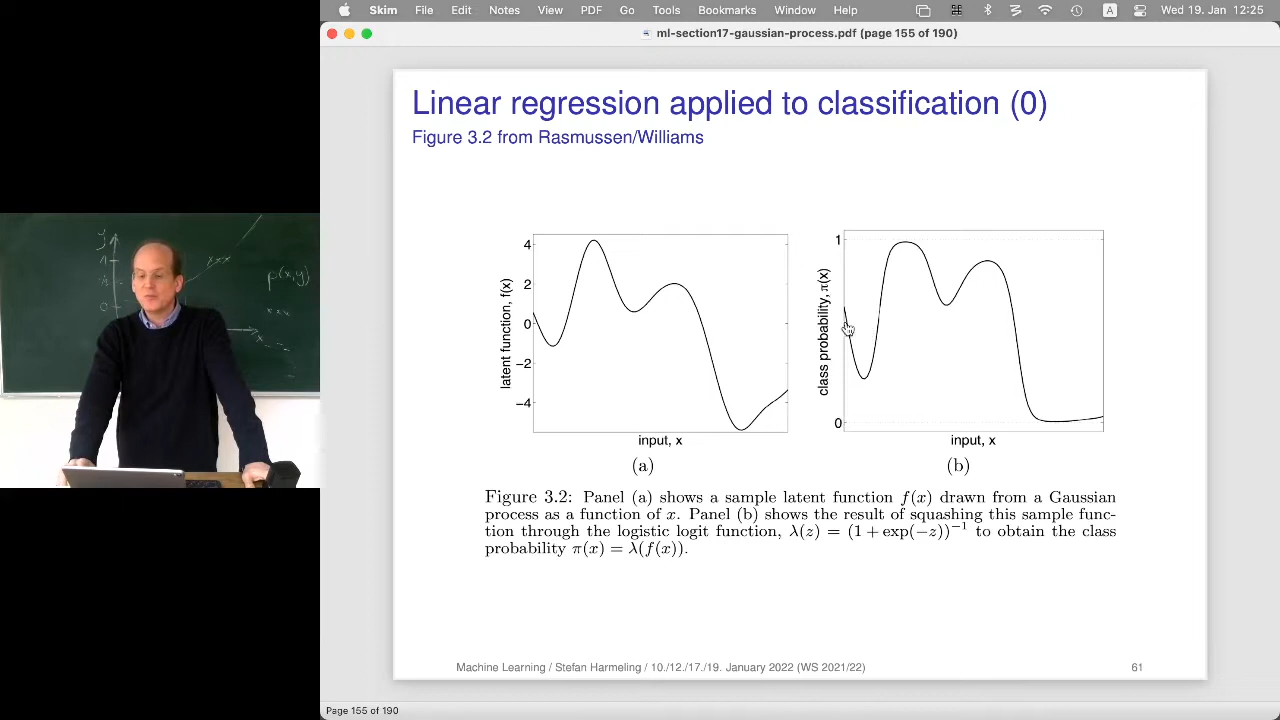 Skim File Edit Notes View PDF Go Tools Bookmarks Window Help A Wed 19. Jan 12:25
ml-section17-gaussian-process.pdf (page 155 of 190)
Linear regression applied to classification (0)
Figure 3.2 from Rasmussen/Williams
4
2
0
−2
−4
latent function, f(x)
input, x
(a)
1
0
class probability, π(x)
input, x
(b)
Figure 3.2: Panel (a) shows a sample latent function f(x) drawn from a Gaussian
process as a function of x. Panel (b) shows the result of squashing this sample func-
tion through the logistic logit function, λ(z) = (1 + exp(−z))⁻¹ to obtain the class
probability π(x) = λ(f(x)).
Machine Learning / Stefan Harmeling / 10./12./17./19. January 2022 (WS 2021/22) 61
Page 155 of 190
y
1
0
p(x,y)
xxx
xxx
x